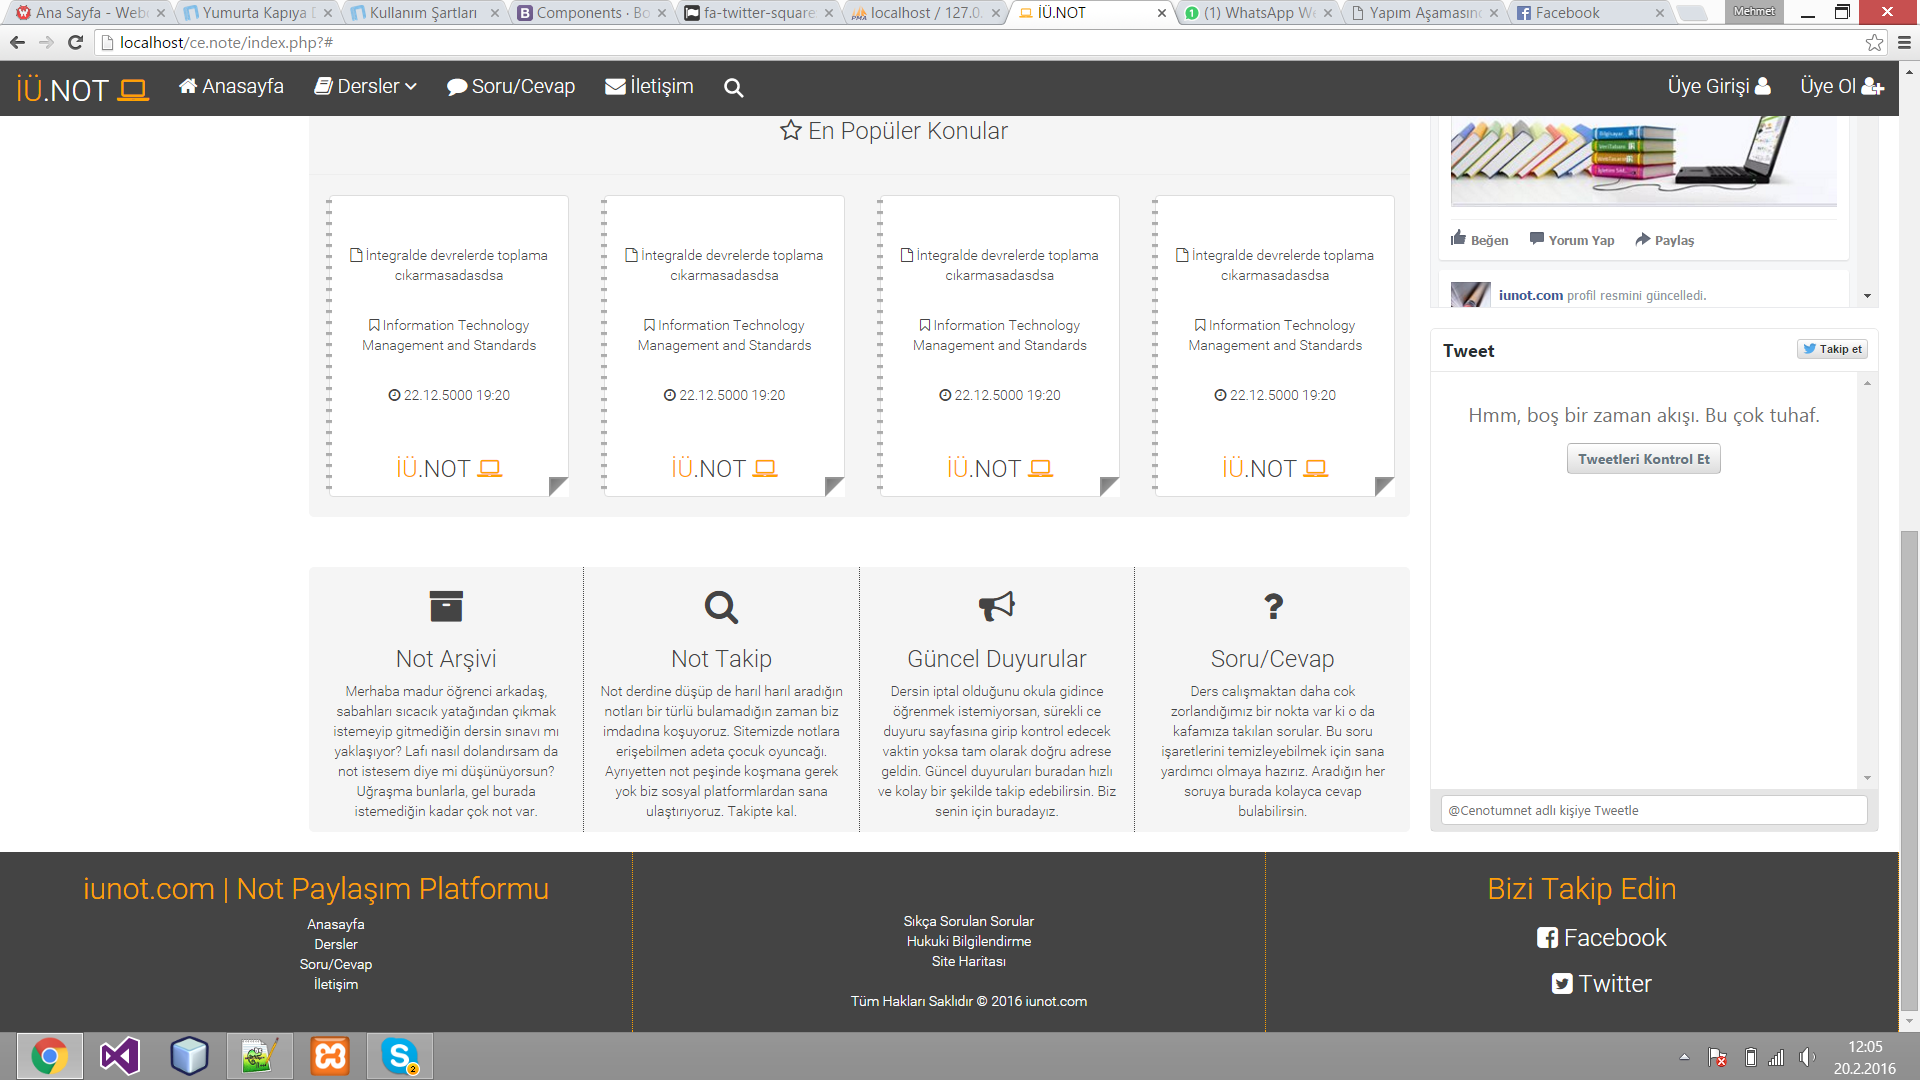 Ana Sayfa - Webc
Yumurta Kapıya D
Kullanım Şartları
Components · Bo
fa-twitter-square
localhost / 127.0.
İÜ.NOT
(1) WhatsApp We
Yapım Aşamasınd
Facebook
Mehmet
localhost/ce.note/index.php?#
İÜ.NOT
Anasayfa
Dersler
Soru/Cevap
İletişim
Üye Girişi
Üye Ol
En Popüler Konular
İntegralde devrelerde toplama
cıkarmasadasdsa
Information Technology
Management and Standards
22.12.5000 19:20
İÜ.NOT
İntegralde devrelerde toplama
cıkarmasadasdsa
Information Technology
Management and Standards
22.12.5000 19:20
İÜ.NOT
İntegralde devrelerde toplama
cıkarmasadasdsa
Information Technology
Management and Standards
22.12.5000 19:20
İÜ.NOT
İntegralde devrelerde toplama
cıkarmasadasdsa
Information Technology
Management and Standards
22.12.5000 19:20
İÜ.NOT
Beğen
Yorum Yap
Paylaş
iunot.com profil resmini güncelledi.
Tweet
Takip et
Hmm, boş bir zaman akışı. Bu çok tuhaf.
Tweetleri Kontrol Et
@Cenotumnet adlı kişiye Tweetle
Not Arşivi
Merhaba madur öğrenci arkadaş,
sabahları sıcacık yatağından çıkmak
istemeyip gitmediğin dersin sınavı mı
yaklaşıyor? Lafı nasıl dolandırsam da
not istesem diye mi düşünüyorsun?
Uğraşma bunlarla, gel burada
istemediğin kadar çok not var.
Not Takip
Not derdine düşüp de harıl harıl aradığın
notları bir türlü bulamadığın zaman biz
imdadına koşuyoruz. Sitemizde notlara
erişebilmen adeta çocuk oyuncağı.
Ayrıyetten not peşinde koşmana gerek
yok biz sosyal platformlardan sana
ulaştırıyoruz. Takipte kal.
Güncel Duyurular
Dersin iptal olduğunu okula gidince
öğrenmek istemiyorsan, sürekli ce
duyuru sayfasına girip kontrol edecek
vaktin yoksa tam olarak doğru adrese
geldin. Güncel duyuruları buradan hızlı
ve kolay bir şekilde takip edebilirsin. Biz
senin için buradayız.
Soru/Cevap
Ders calışmaktan daha cok
zorlandığımız bir nokta var ki o da
kafamıza takılan sorular. Bu soru
işaretlerini temizleyebilmek için sana
yardımcı olmaya hazırız. Aradığın her
soruya burada kolayca cevap
bulabilirsin.
iunot.com | Not Paylaşım Platformu
Anasayfa
Dersler
Soru/Cevap
İletişim
Sıkça Sorulan Sorular
Hukuki Bilgilendirme
Site Haritası
Tüm Hakları Saklıdır © 2016 iunot.com
Bizi Takip Edin
Facebook
Twitter
12:05
20.2.2016